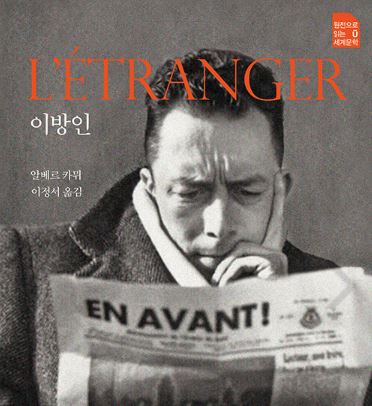 원전으로
읽는 0
세계문학
L'ÉTRANGER
이방인
알베르 카뮈
이정서 옮김
EN AVANT!